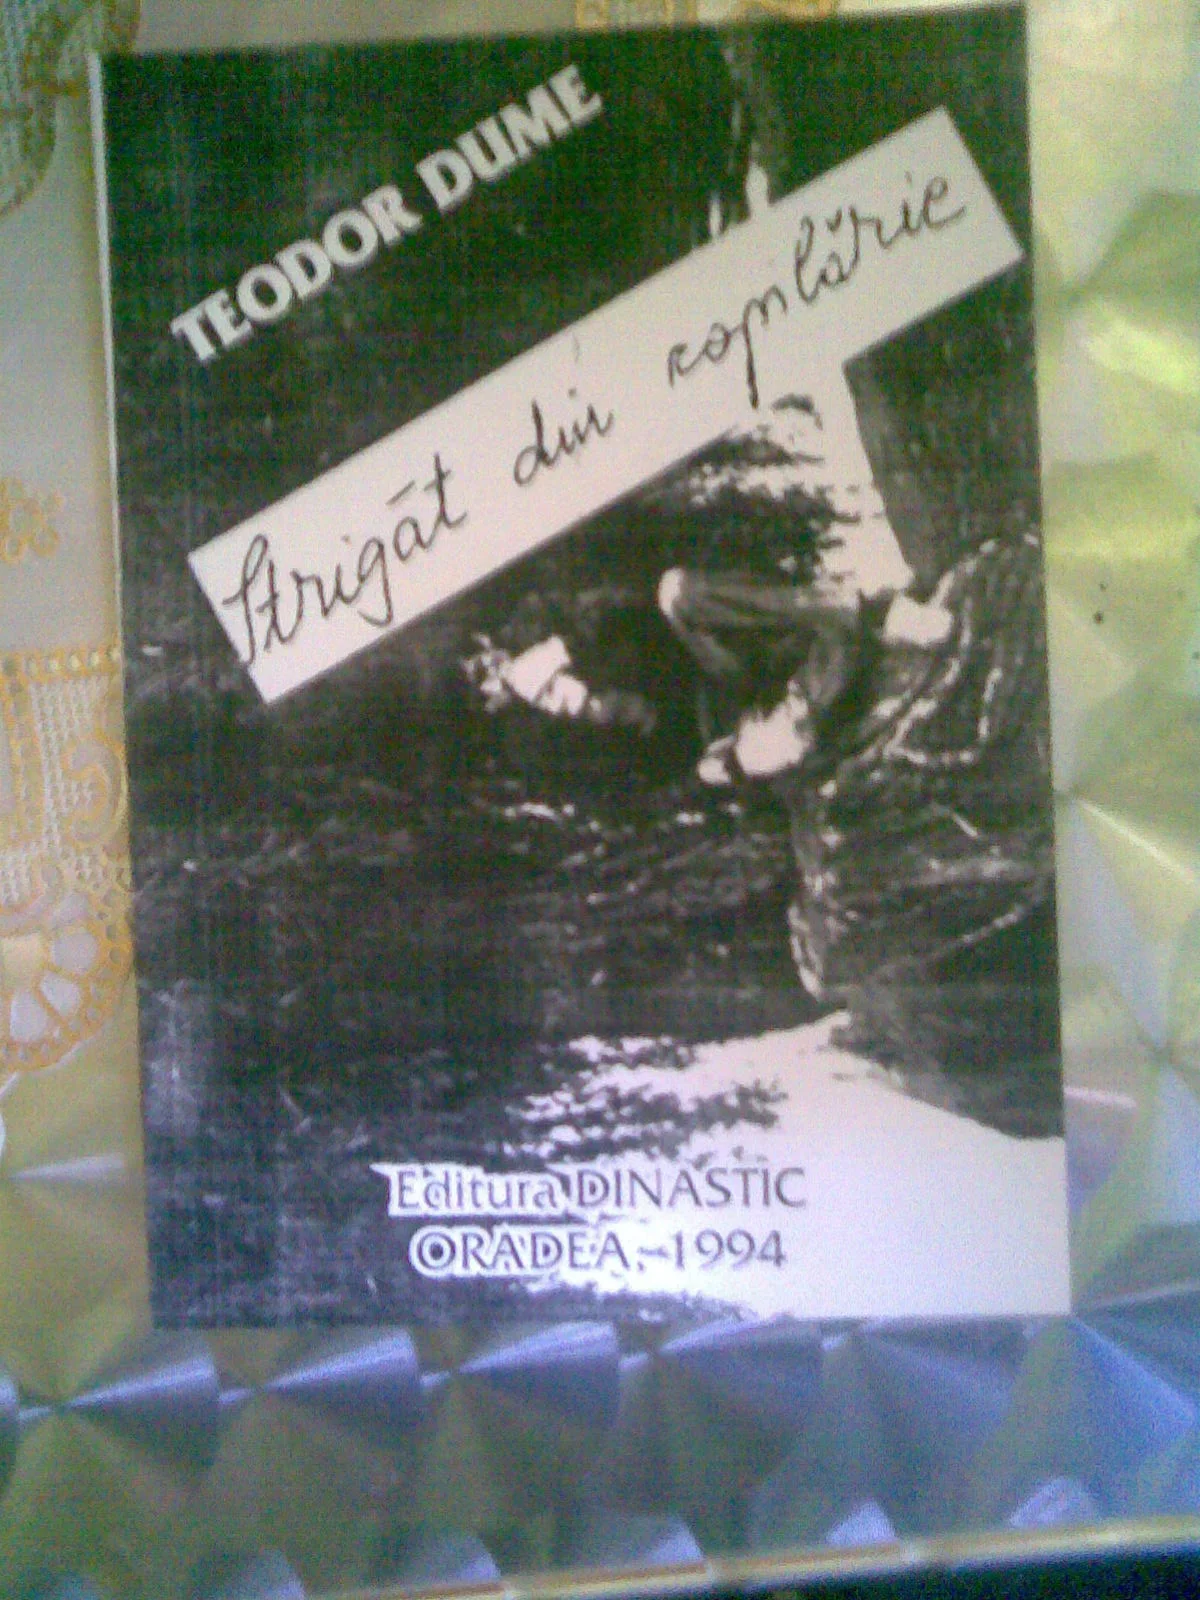 TEODOR DUME
Strigăt din copilărie
Editura DINASTIC
ORADEA, 1994